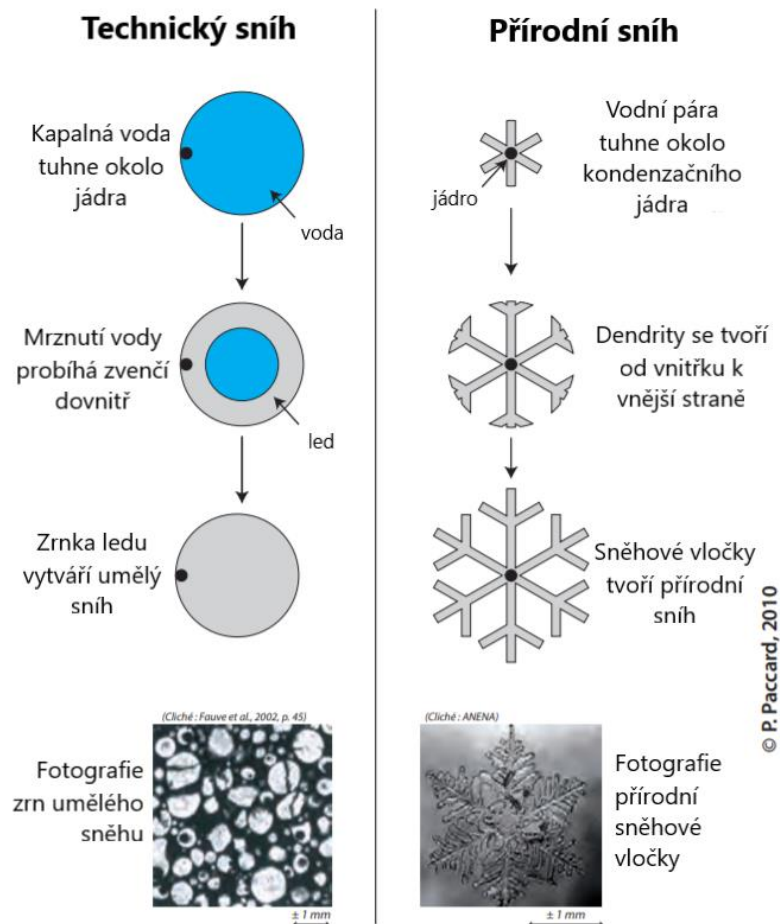 Technický sníh
Kapalná voda
tuhne okolo
jádra
voda
Mrznutí vody
probíhá zvenčí
dovnitř
led
Zrnka ledu
vytváří umělý
sníh
(Cliché : Fauve et al., 2002, p. 45)
Fotografie
zrn umělého
sněhu
± 1 mm
Přírodní sníh
Vodní pára
tuhne okolo
kondenzačního
jádra
jádro
Dendrity se tvoří
od vnitřku k
vnější straně
Sněhové vločky
tvoří přírodní
sníh
(Cliché : ANENA)
Fotografie
přírodní
sněhové
vločky
± 1 mm
© P. Paccard, 2010